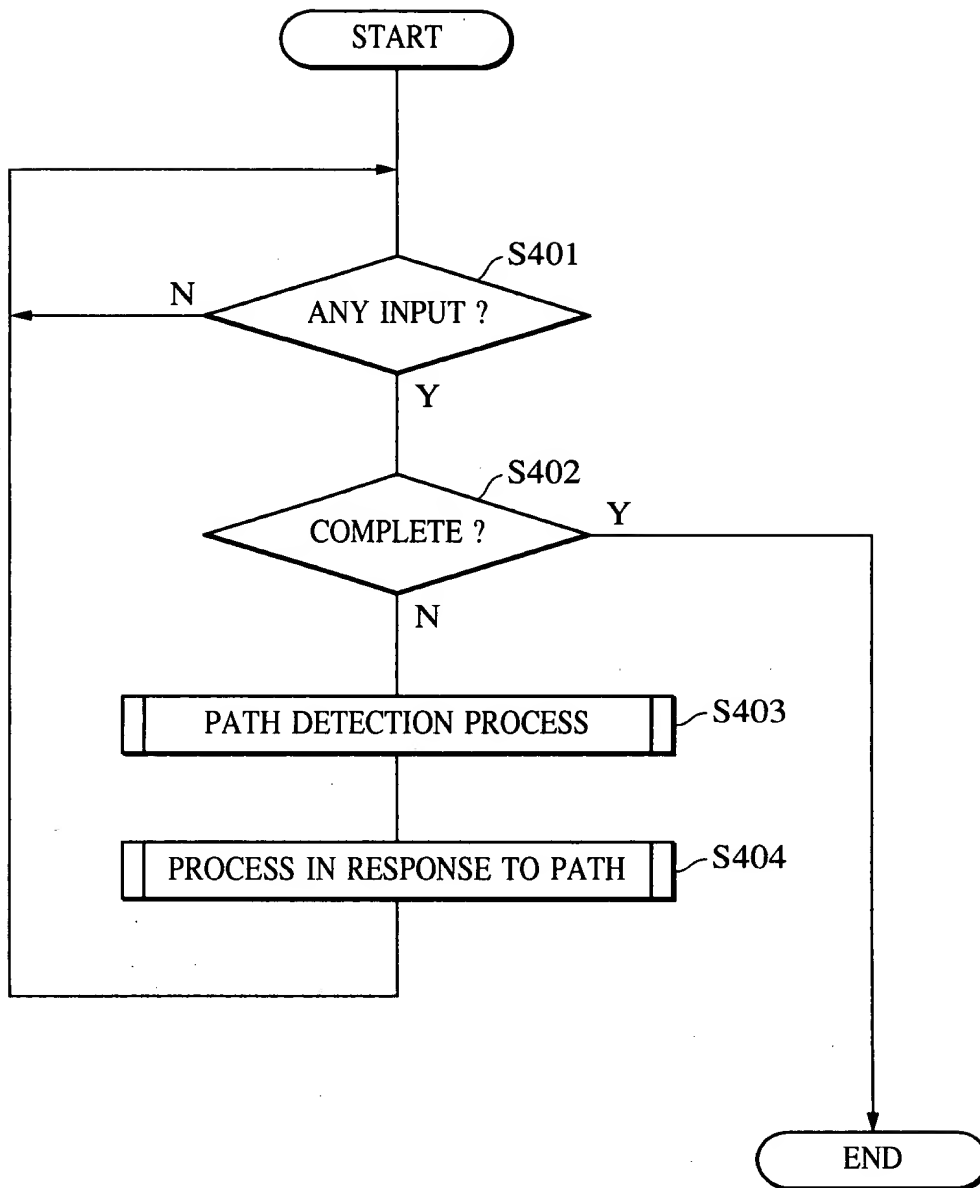 START
S401
N
ANY INPUT ?
Y
S402
COMPLETE ?
Y
N
PATH DETECTION PROCESS
S403
PROCESS IN RESPONSE TO PATH
S404
END